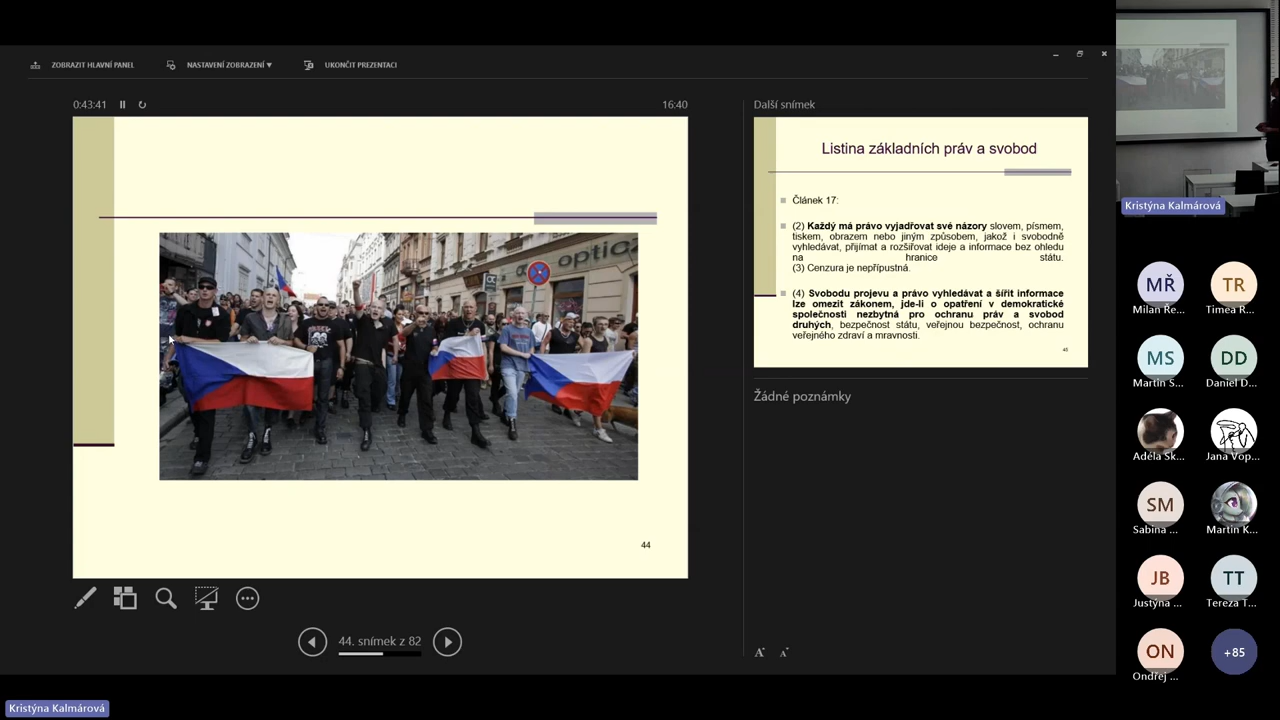 ZOBRAZIT HLAVNÍ PANEL
NASTAVENÍ ZOBRAZENÍ ▼
UKONČIT PREZENTACI
0:43:41
16:40
optic
44
44. snímek z 82
Další snímek
Listina základních práv a svobod
Článek 17:
(2) Každý má právo vyjadřovat své názory slovem, písmem,
tiskem, obrazem nebo jiným způsobem, jakož i svobodně
vyhledávat, přijímat a rozšiřovat ideje a informace bez ohledu
na hranice státu.
(3) Cenzura je nepřípustná.
(4) Svobodu projevu a právo vyhledávat a šířit informace
lze omezit zákonem, jde-li o opatření v demokratické
společnosti nezbytná pro ochranu práv a svobod
druhých, bezpečnost státu, veřejnou bezpečnost, ochranu
veřejného zdraví a mravnosti.
45
Žádné poznámky
A A
Kristýna Kalmárová
MŘ
Milan Ře...
TR
Timea R...
MS
Martin S...
DD
Daniel D...
Adéla Sk...
Jana Vop...
SM
Sabina ...
Martin K...
JB
Justýna ...
TT
Tereza T...
ON
Ondřej ...
+85
Kristýna Kalmárová